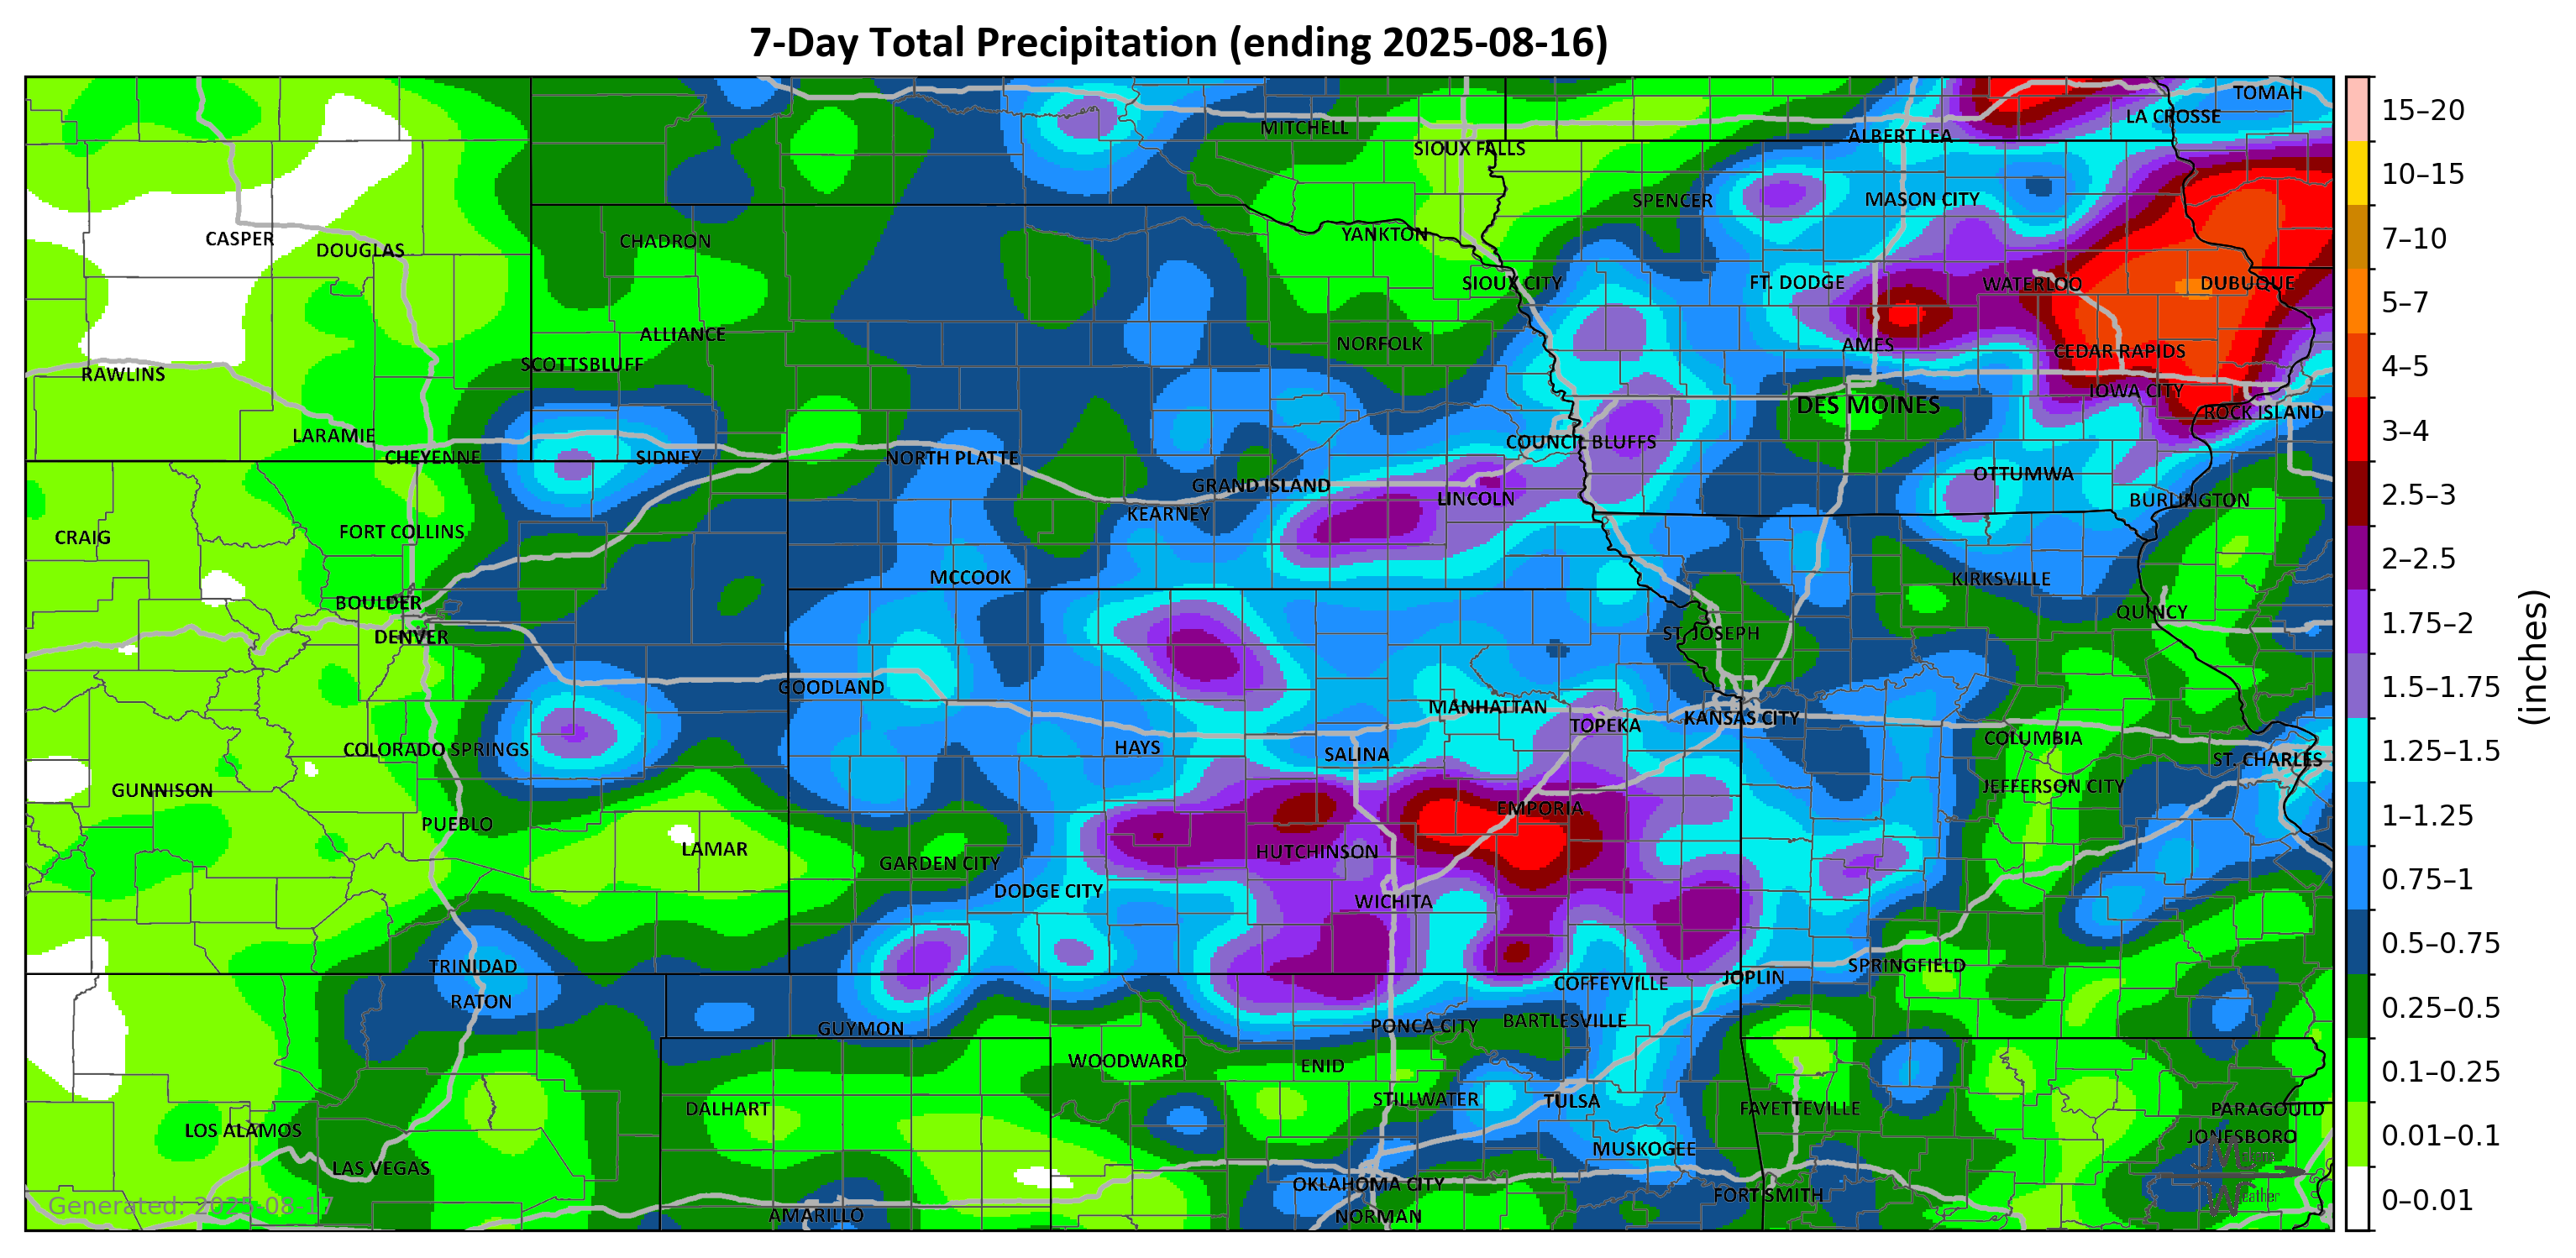 7-Day Total Precipitation (ending 2025-08-16)
TOMAH
LA CROSSE
MITCHELL
ALBERT LEA
SIOUX FALLS
SPENCER
MASON CITY
CASPER
DOUGLAS
CHADRON
YANKTON
SIOUX CITY
FT. DODGE
WATERLOO
DUBUQUE
ALLIANCE
NORFOLK
AMES
CEDAR RAPIDS
SCOTTSBLUFF
RAWLINS
IOWA CITY
DES MOINES
ROCK ISLAND
LARAMIE
COUNCIL BLUFFS
CHEYENNE
SIDNEY
NORTH PLATTE
OTTUMWA
GRAND ISLAND
LINCOLN
BURLINGTON
KEARNEY
CRAIG
FORT COLLINS
MCCOOK
KIRKSVILLE
BOULDER
QUINCY
DENVER
ST. JOSEPH
GOODLAND
MANHATTAN
TOPEKA
KANSAS CITY
COLORADO SPRINGS
HAYS
SALINA
COLUMBIA
ST. CHARLES
GUNNISON
JEFFERSON CITY
EMPORIA
PUEBLO
LAMAR
HUTCHINSON
GARDEN CITY
DODGE CITY
WICHITA
TRINIDAD
SPRINGFIELD
JOPLIN
COFFEYVILLE
RATON
GUYMON
PONCA CITY
BARTLESVILLE
WOODWARD
ENID
DALHART
STILLWATER
TULSA
FAYETTEVILLE
PARAGOULD
LOS ALAMOS
JONESBORO
MUSKOGEE
LAS VEGAS
OKLAHOMA CITY
FORT SMITH
AMARILLO
NORMAN
Generated: 2025-08-17
15–20
10–15
7–10
5–7
4–5
3–4
2.5–3
2–2.5
1.75–2
1.5–1.75
1.25–1.5
1–1.25
0.75–1
0.5–0.75
0.25–0.5
0.1–0.25
0.01–0.1
0–0.01
(inches)